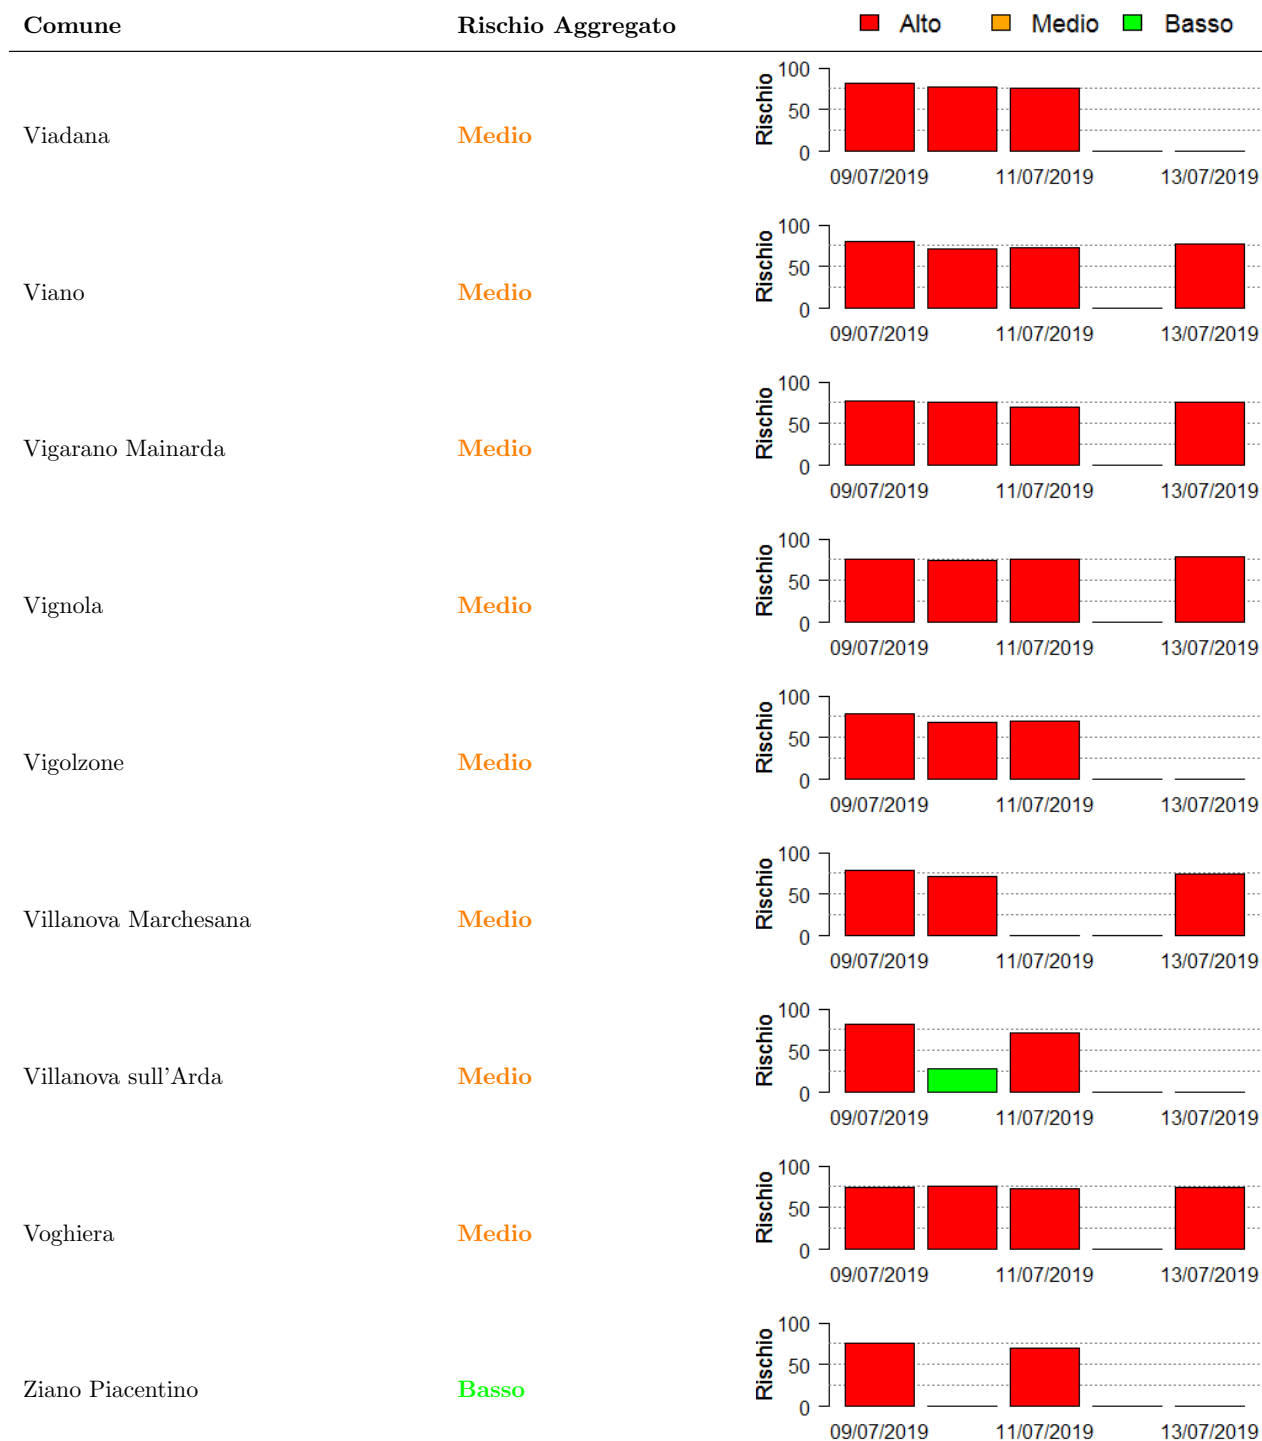 Comune Rischio Aggregato Alto Medio Basso
Viadana Medio Rischio 100 50 0
09/07/2019 11/07/2019 13/07/2019
Viano Medio Rischio 100 50 0
09/07/2019 11/07/2019 13/07/2019
Vigarano Mainarda Medio Rischio 100 50 0
09/07/2019 11/07/2019 13/07/2019
Vignola Medio Rischio 100 50 0
09/07/2019 11/07/2019 13/07/2019
Vigolzone Medio Rischio 100 50 0
09/07/2019 11/07/2019 13/07/2019
Villanova Marchesana Medio Rischio 100 50 0
09/07/2019 11/07/2019 13/07/2019
Villanova sull'Arda Medio Rischio 100 50 0
09/07/2019 11/07/2019 13/07/2019
Voghiera Medio Rischio 100 50 0
09/07/2019 11/07/2019 13/07/2019
Ziano Piacentino Basso Rischio 100 50 0
09/07/2019 11/07/2019 13/07/2019